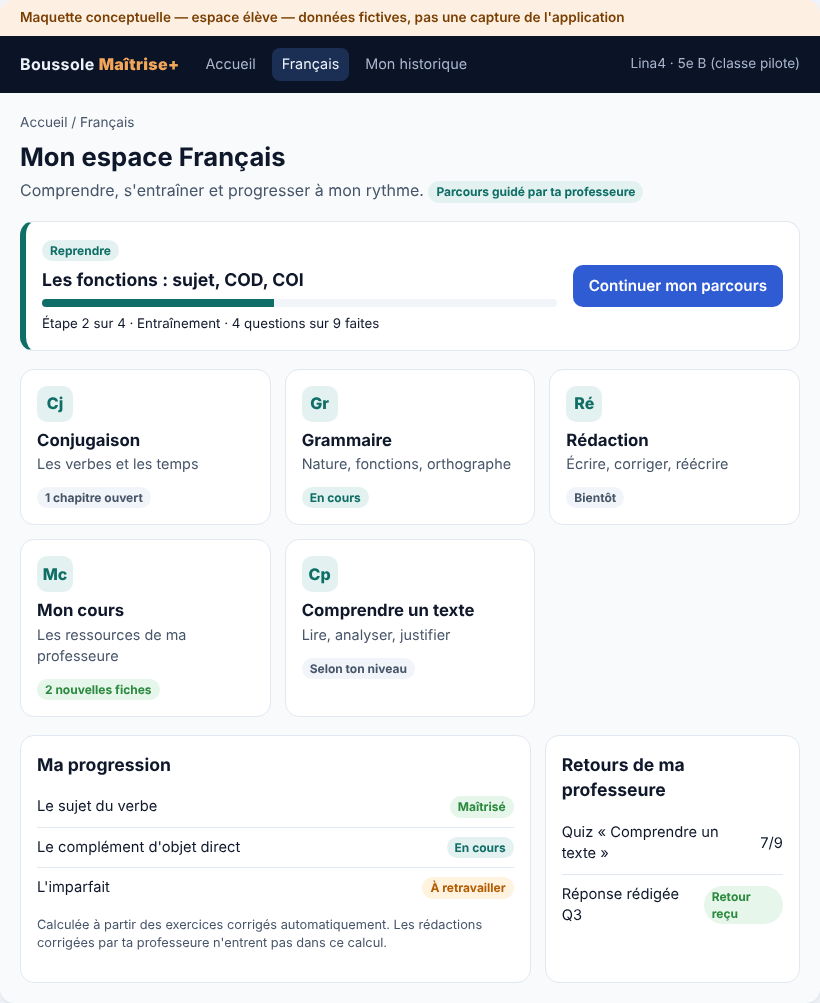 Maquette conceptuelle — espace élève — données fictives, pas une capture de l'application
Boussole Maîtrise+ Accueil Français Mon historique Lina4 · 5e B (classe pilote)
Accueil / Français
Mon espace Français
Comprendre, s'entraîner et progresser à mon rythme. Parcours guidé par ta professeure
Reprendre
Les fonctions : sujet, COD, COI
Étape 2 sur 4 · Entraînement · 4 questions sur 9 faites
Continuer mon parcours
Cj
Conjugaison
Les verbes et les temps
1 chapitre ouvert
Gr
Grammaire
Nature, fonctions, orthographe
En cours
Ré
Rédaction
Écrire, corriger, réécrire
Bientôt
Mc
Mon cours
Les ressources de ma
professeure
2 nouvelles fiches
Cp
Comprendre un texte
Lire, analyser, justifier
Selon ton niveau
Ma progression
Le sujet du verbe Maîtrisé
Le complément d'objet direct En cours
L'imparfait À retravailler
Calculée à partir des exercices corrigés automatiquement. Les rédactions
corrigées par ta professeure n'entrent pas dans ce calcul.
Retours de ma
professeure
Quiz « Comprendre un
texte »
7/9
Réponse rédigée
Q3
Retour
reçu